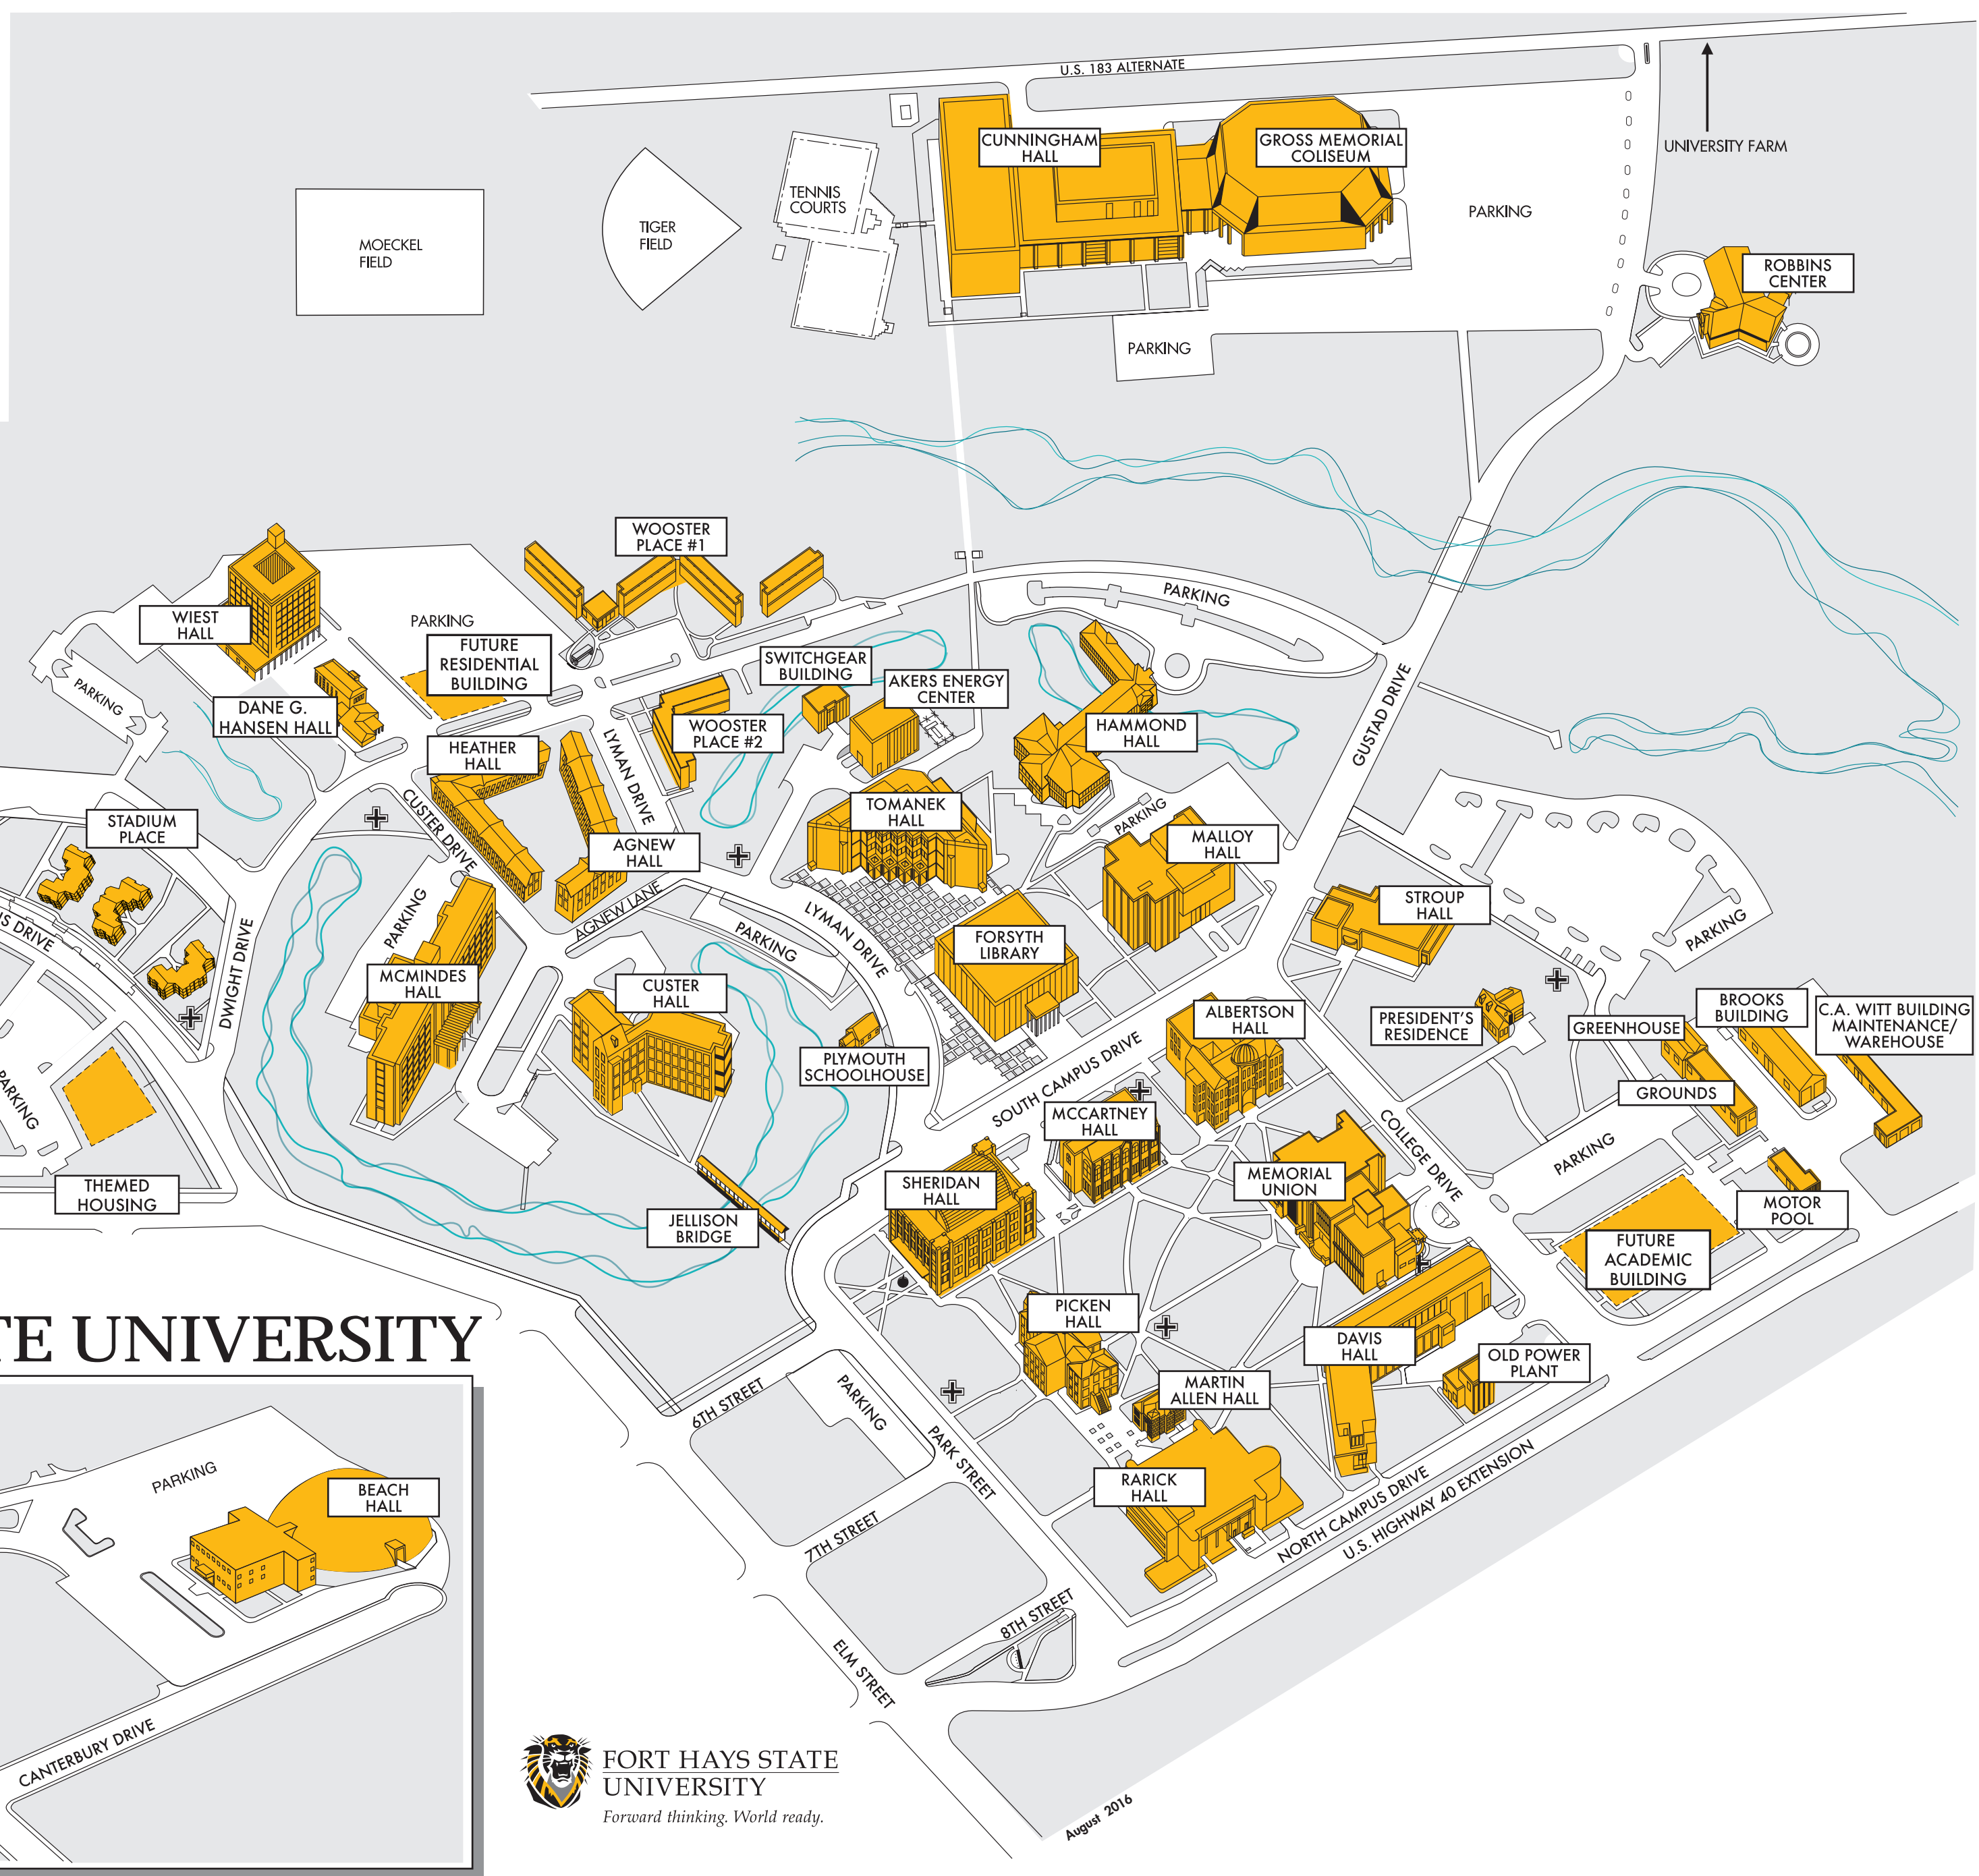 U.S. 183 ALTERNATE
CUNNINGHAM
HALL
GROSS MEMORIAL
COLISEUM
UNIVERSITY FARM
TENNIS
COURTS
PARKING
TIGER
FIELD
MOECKEL
FIELD
ROBBINS
CENTER
PARKING
WOOSTER
PLACE #1
PARKING
WIEST
HALL
PARKING
FUTURE
RESIDENTIAL
BUILDING
SWITCHGEAR
BUILDING
AKERS ENERGY
CENTER
PARKING
DANE G.
HANSEN HALL
WOOSTER
PLACE #2
HAMMOND
HALL
GUSTAD DRIVE
HEATHER
HALL
LYMAN DRIVE
CUSTER DRIVE
TOMANEK
HALL
PARKING
STADIUM
PLACE
AGNEW
HALL
MALLOY
HALL
AGNEW LANE
PARKING
STROUP
HALL
US DRIVE
DWIGHT DRIVE
PARKING
LYMAN DRIVE
FORSYTH
LIBRARY
PARKING
MCMINDES
HALL
CUSTER
HALL
ALBERTSON
HALL
PRESIDENT'S
RESIDENCE
GREENHOUSE
BROOKS
BUILDING
C.A. WITT BUILDING
MAINTENANCE/
WAREHOUSE
PLYMOUTH
SCHOOLHOUSE
SOUTH CAMPUS DRIVE
GROUNDS
PARKING
MCCARTNEY
HALL
COLLEGE DRIVE
PARKING
THEMED
HOUSING
SHERIDAN
HALL
MEMORIAL
UNION
MOTOR
POOL
JELLISON
BRIDGE
FUTURE
ACADEMIC
BUILDING
TE UNIVERSITY
PICKEN
HALL
DAVIS
HALL
OLD POWER
PLANT
6TH STREET
PARKING
MARTIN
ALLEN HALL
PARK STREET
PARKING
BEACH
HALL
RARICK
HALL
7TH STREET
NORTH CAMPUS DRIVE
U.S. HIGHWAY 40 EXTENSION
8TH STREET
ELM STREET
CANTERBURY DRIVE
FORT HAYS STATE
UNIVERSITY
Forward thinking. World ready.
August 2016